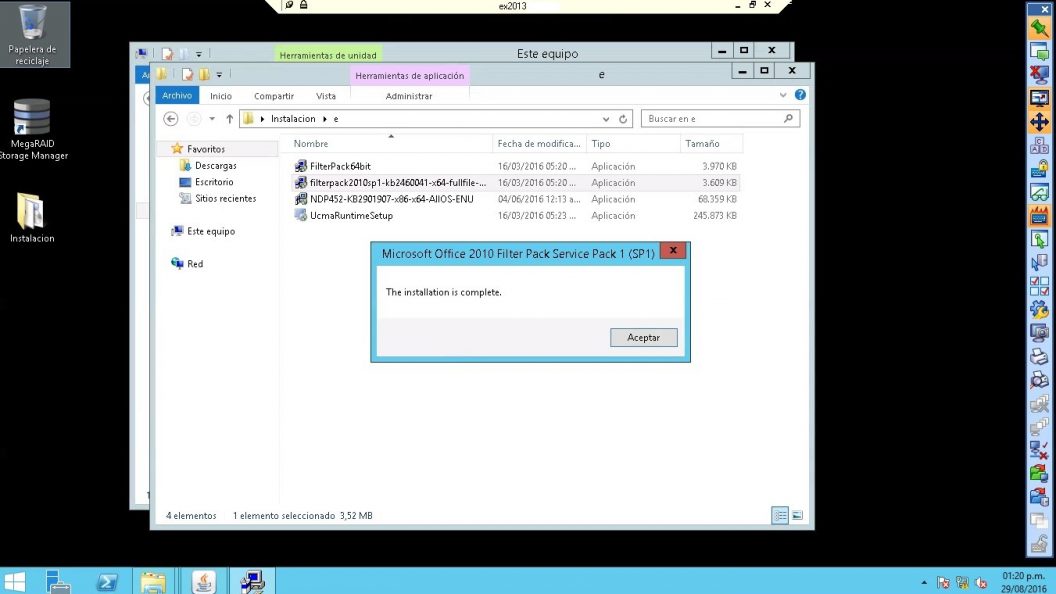 ex2013
Papelera de
reciclaje
MegaRAID
Storage Manager
Instalacion
Herramientas de unidad
Este equipo
Herramientas de aplicación
e
Archivo
Inicio
Compartir
Vista
Administrar
Instalacion
e
Buscar en e
Favoritos
Descargas
Escritorio
Sitios recientes
Este equipo
Red
Nombre
Fecha de modifica...
Tipo
Tamaño
FilterPack64bit
16/03/2016 05:20 ...
Aplicación
3.970 KB
filterpack2010sp1-kb2460041-x64-fullfile-...
16/03/2016 05:20 ...
Aplicación
3.609 KB
NDP452-KB2901907-x86-x64-AllOS-ENU
04/06/2016 12:13 a...
Aplicación
68.359 KB
UcmaRuntimeSetup
16/03/2016 05:23 ...
Aplicación
245.873 KB
Microsoft Office 2010 Filter Pack Service Pack 1 (SP1)
The installation is complete.
Aceptar
4 elementos
1 elemento seleccionado 3,52 MB
01:20 p.m.
29/08/2016